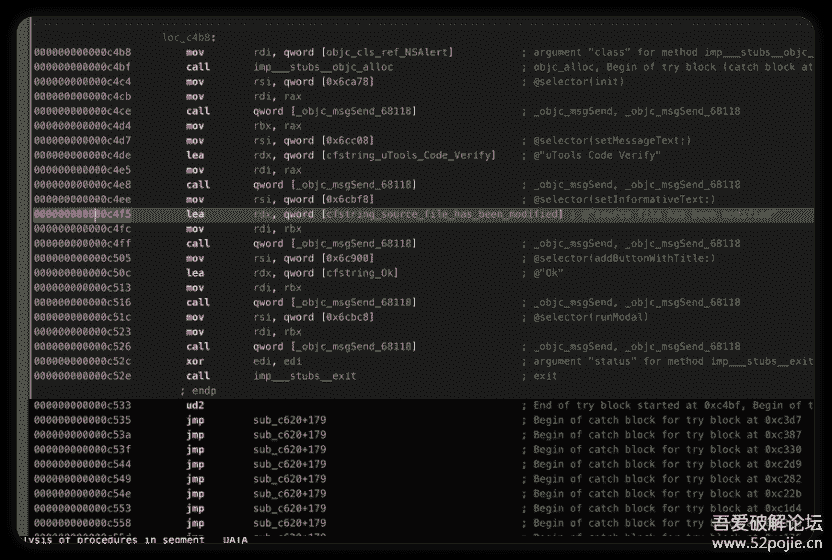 loc_c4b8:
000000000000c4b8 mov rdi, qword [objc_cls_ref_NSAlert] ; argument "class" for method imp___stubs__objc_
000000000000c4bf call imp___stubs__objc_alloc ; objc_alloc, Begin of try block (catch block at
000000000000c4c4 mov rsi, qword [0x6ca78] ; @selector(init)
000000000000c4cb mov rdi, rax
000000000000c4ce call qword [_objc_msgSend_68118] ; _objc_msgSend, _objc_msgSend_68118
000000000000c4d4 mov rbx, rax
000000000000c4d7 mov rsi, qword [0x6cc08] ; @selector(setMessageText:)
000000000000c4de lea rdx, qword [cfstring_uTools_Code_Verify] ; @"uTools Code Verify"
000000000000c4e5 mov rdi, rax
000000000000c4e8 call qword [_objc_msgSend_68118] ; _objc_msgSend, _objc_msgSend_68118
000000000000c4ee mov rsi, qword [0x6cbf8] ; @selector(setInformativeText:)
000000000000c4f5 lea rdx, qword [cfstring_source_file_has_been_modified]
000000000000c4fc mov rdi, rbx
000000000000c4ff call qword [_objc_msgSend_68118] ; _objc_msgSend, _objc_msgSend_68118
000000000000c505 mov rsi, qword [0x6c900] ; @selector(addButtonWithTitle:)
000000000000c50c lea rdx, qword [cfstring_Ok] ; @"Ok"
000000000000c513 mov rdi, rbx
000000000000c516 call qword [_objc_msgSend_68118] ; _objc_msgSend, _objc_msgSend_68118
000000000000c51c mov rsi, qword [0x6cbc8] ; @selector(runModal)
000000000000c523 mov rdi, rbx
000000000000c526 call qword [_objc_msgSend_68118] ; _objc_msgSend, _objc_msgSend_68118
000000000000c52c xor edi, edi ; argument "status" for method imp___stubs__exit
000000000000c52e call imp___stubs__exit ; exit
; endp
000000000000c533 ud2 ; End of try block started at 0xc4bf, Begin of t
000000000000c535 jmp sub_c620+179 ; Begin of catch block for try block at 0xc3d7
000000000000c53a jmp sub_c620+179 ; Begin of catch block for try block at 0xc387
000000000000c53f jmp sub_c620+179 ; Begin of catch block for try block at 0xc330
000000000000c544 jmp sub_c620+179 ; Begin of catch block for try block at 0xc2d9
000000000000c549 jmp sub_c620+179 ; Begin of catch block for try block at 0xc282
000000000000c54e jmp sub_c620+179 ; Begin of catch block for try block at 0xc22b
000000000000c553 jmp sub_c620+179 ; Begin of catch block for try block at 0xc1d4
000000000000c558 jmp sub_c620+179 ; Begin of catch block for try
lysis of procedures in segment __DATA
吾爱破解论坛
www.52pojie.cn